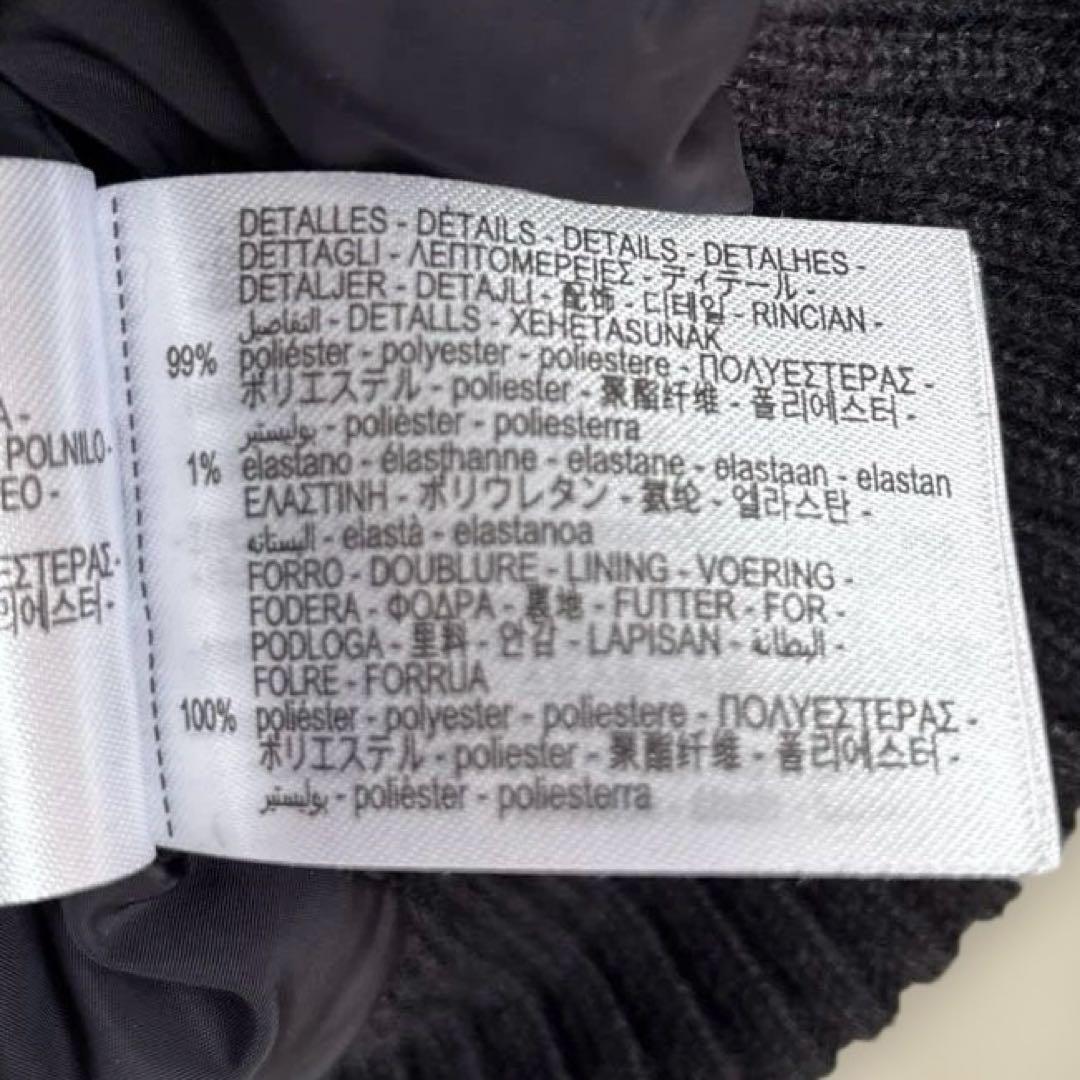 A -
POLNILO -
EO -
ΕΣΤΕΡΑΣ -
리에스터 -
DETALLES - DÉTAILS - DETAILS - DETALHES -
DETTAGLI - ΛΕΠΤΟΜΕΡΕΙΕΣ - ディテール -
DETALJER - DETAJLI - 配饰 - 디테일 - RINCIAN -
التفاصيل - DETALLS - XEHETASUNAK
99% poliéster - polyester - poliestere - ΠΟΛΥΕΣΤΕΡΑΣ -
ポリエステル - poliester - 聚酯纤维 - 폴리에스터 -
بوليستير - polièster - poliesterra
1% elastano - élasthanne - elastane - elastaan - elastan
ΕΛΑΣΤΙΝΗ - ポリウレタン - 氨纶 - 엘라스탄 -
اليستانه - elastà - elastanoa
FORRO - DOUBLURE - LINING - VOERING -
FODERA - ΦΟΔΡΑ - 裏地 - FUTTER - FOR -
PODLOGA - 里料 - 안감 - LAPISAN - البطانة -
FOLRE - FORRUA
100% poliéster - polyester - poliestere - ΠΟΛΥΕΣΤΕΡΑΣ -
ポリエステル - poliester - 聚酯纤维 - 폴리에스터 -
بوليستير - polièster - poliesterra